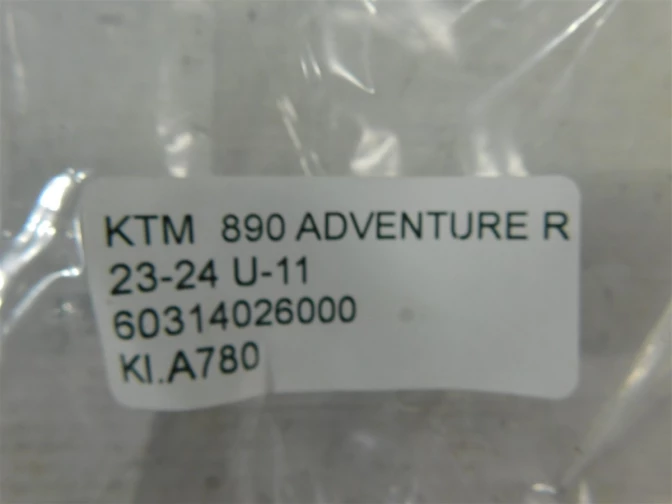 KTM 890 ADVENTURE R
23-24 U-11
60314026000
KI.A780